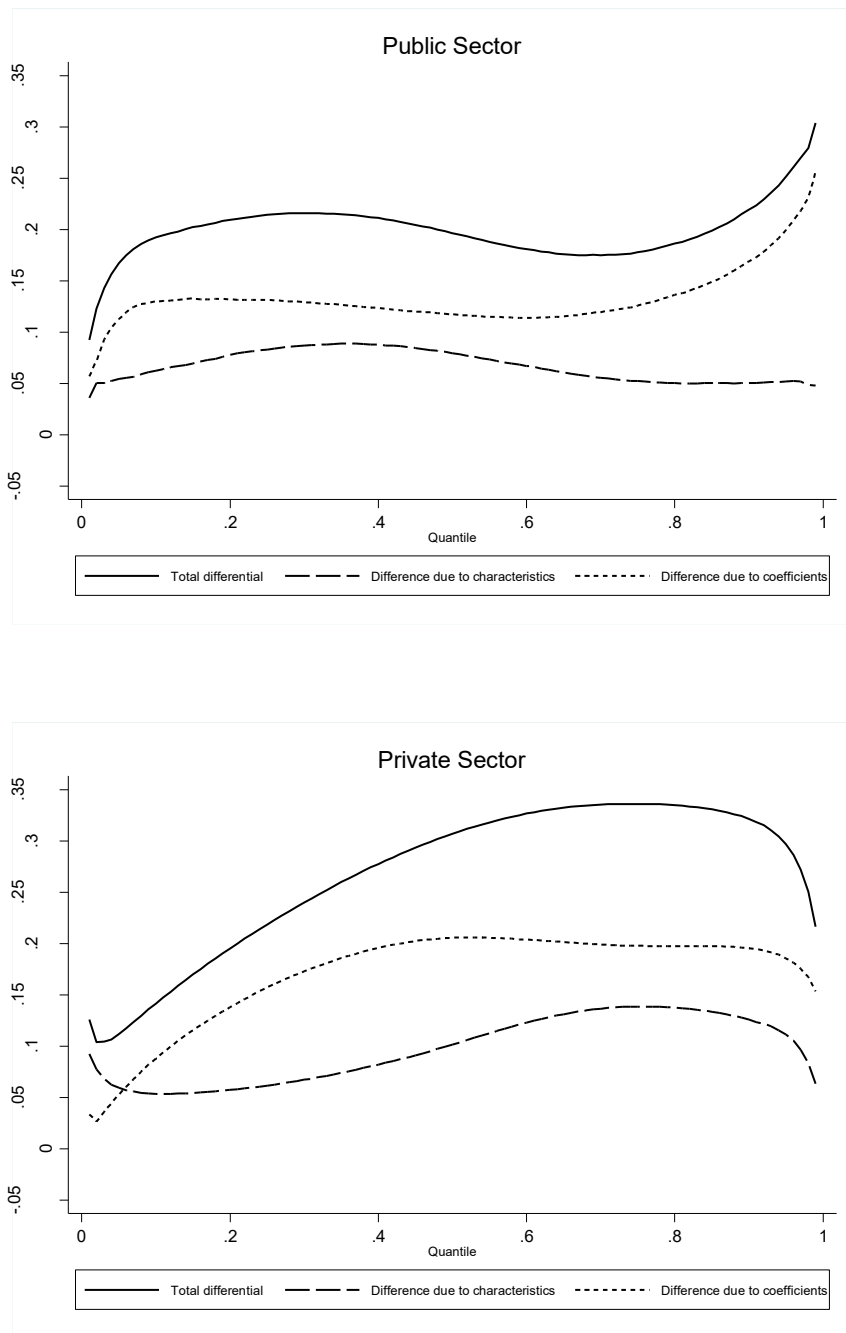 Public Sector
.35
.3
.25
.2
.15
.1
.05
0
-.05
0 .2 .4 .6 .8 1
Quantile
Total differential Difference due to characteristics Difference due to coefficients
Private Sector
.35
.3
.25
.2
.15
.1
.05
0
-.05
0 .2 .4 .6 .8 1
Quantile
Total differential Difference due to characteristics Difference due to coefficients